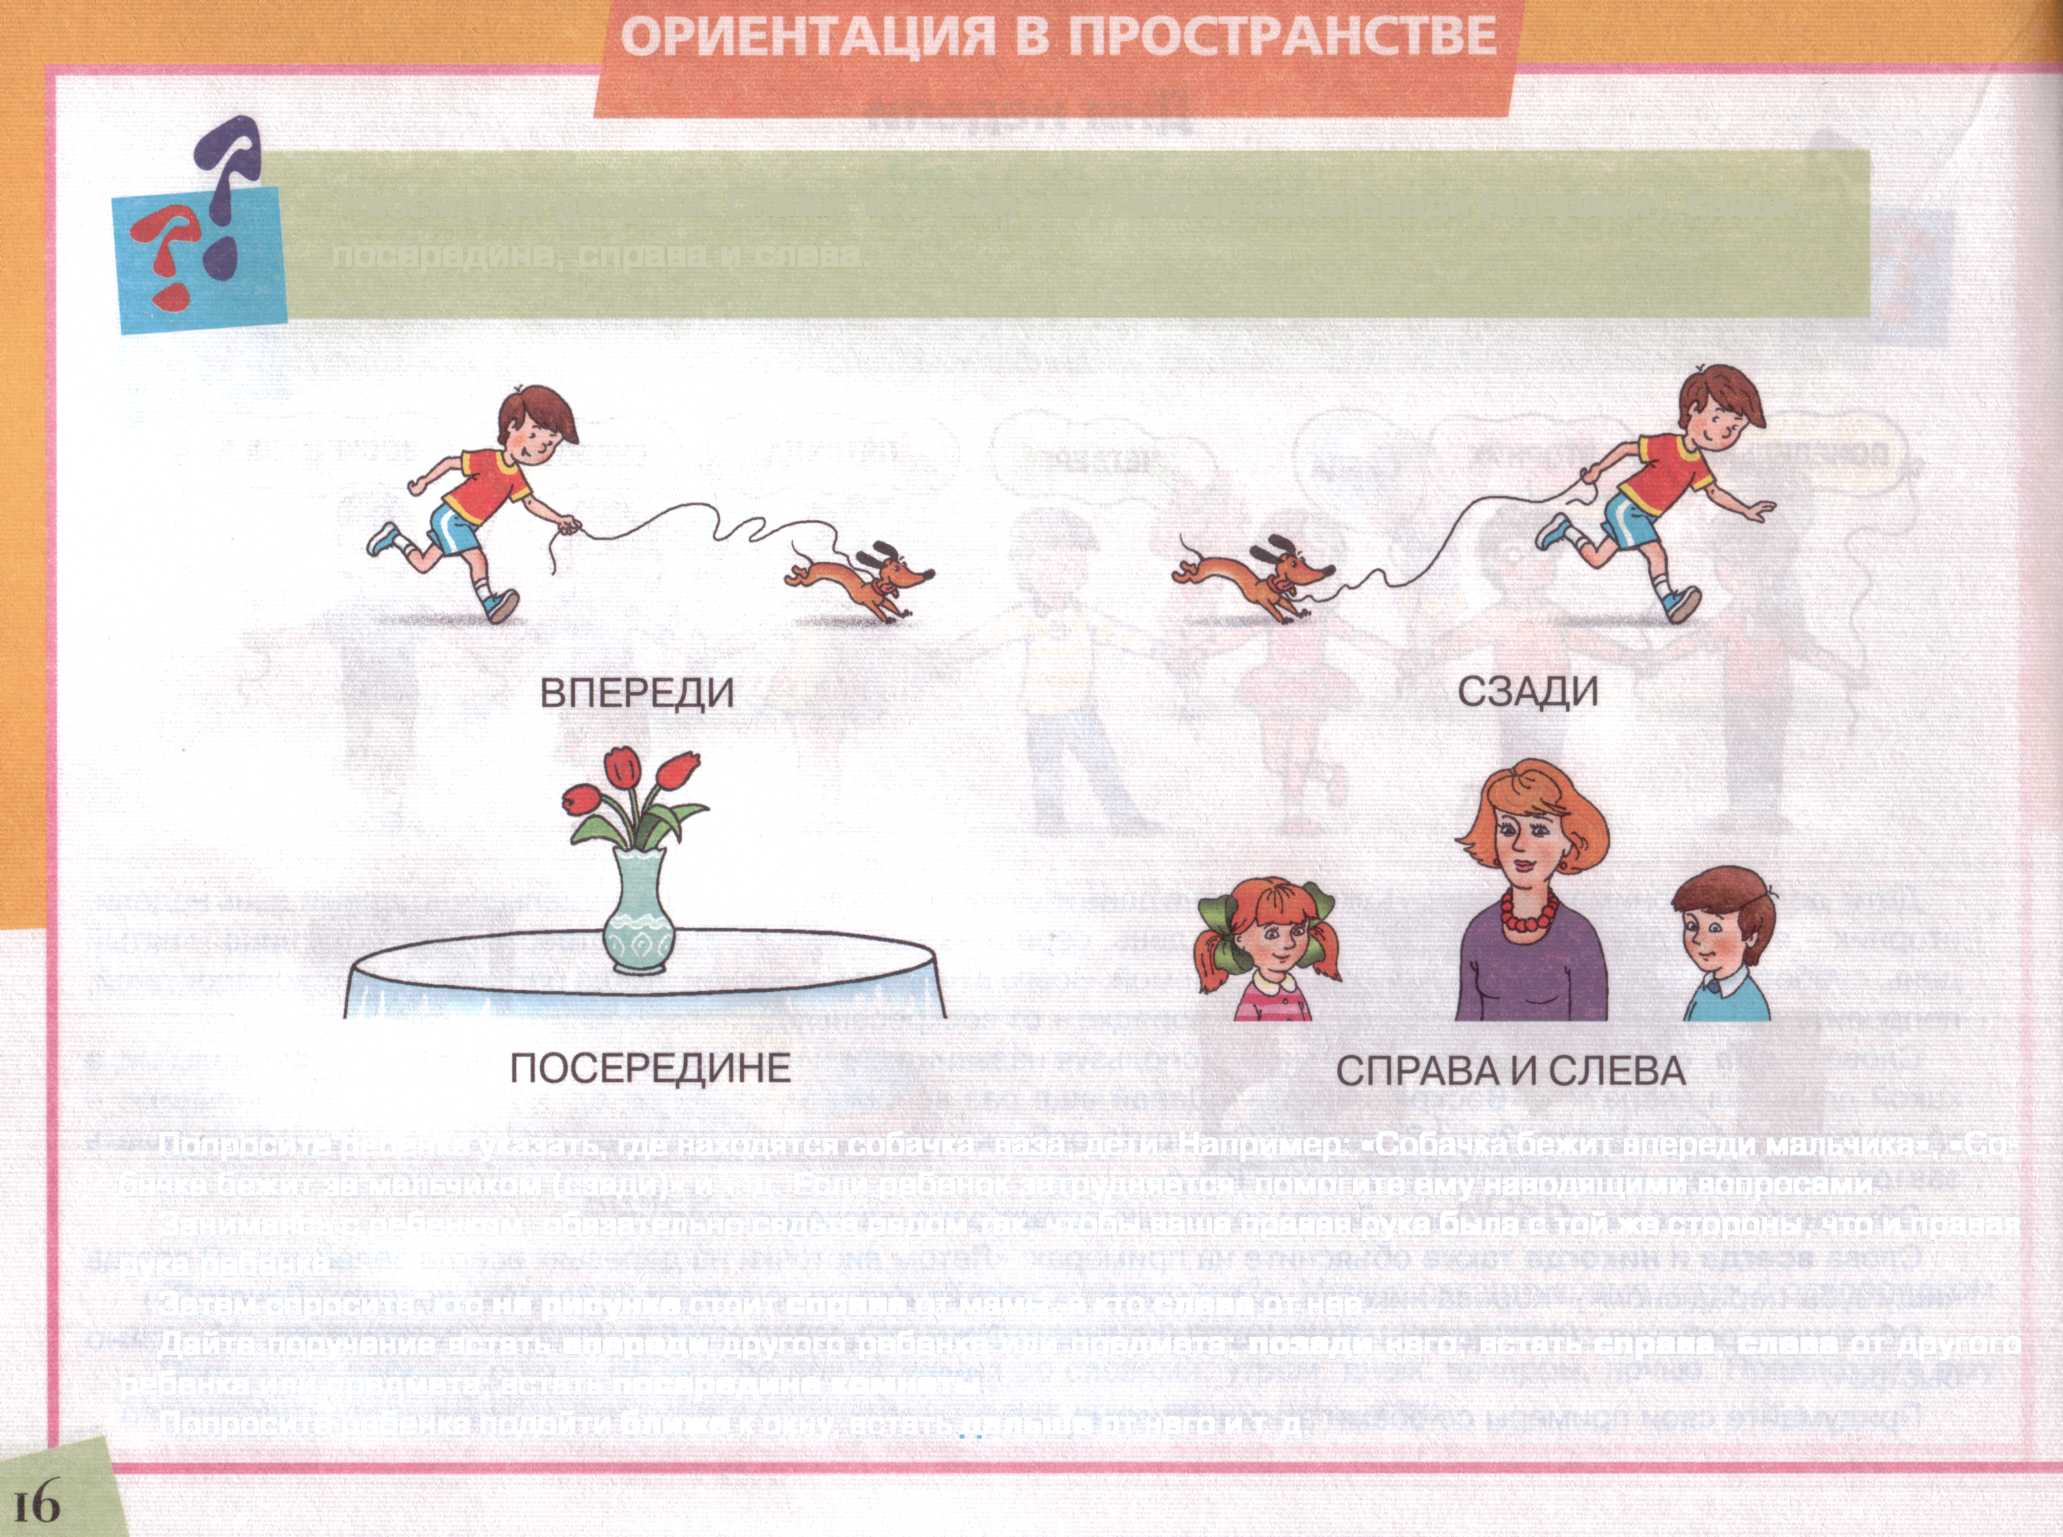 ОРИЕНТАЦИЯ В ПРОСТРАНСТВЕ
посередине, справа и слева
ВПЕРЕДИ
СЗАДИ
ПОСЕРЕДИНЕ
СПРАВА И СЛЕВА
Попросите ребенка указать, где находятся собачка, ваза, дети. Например: «Собачка бежит впереди мальчика», «Со-
бачка бежит за мальчиком (сзади)» и т. д. Если ребенок затрудняется, помогите ему наводящими вопросами.
Занимаясь с ребенком, обязательно сядьте рядом так, чтобы ваша правая рука была с той же стороны, что и правая
рука ребенка.
Затем спросите, кто на рисунке стоит справа от мамы, а кто слева от нее.
Дайте поручение встать впереди другого ребенка или предмета, позади него, встать справа, слева от другого
ребенка или предмета, встать посередине комнаты.
Попросите ребенка подойти ближе к окну, встать дальше от него и т. д.
16